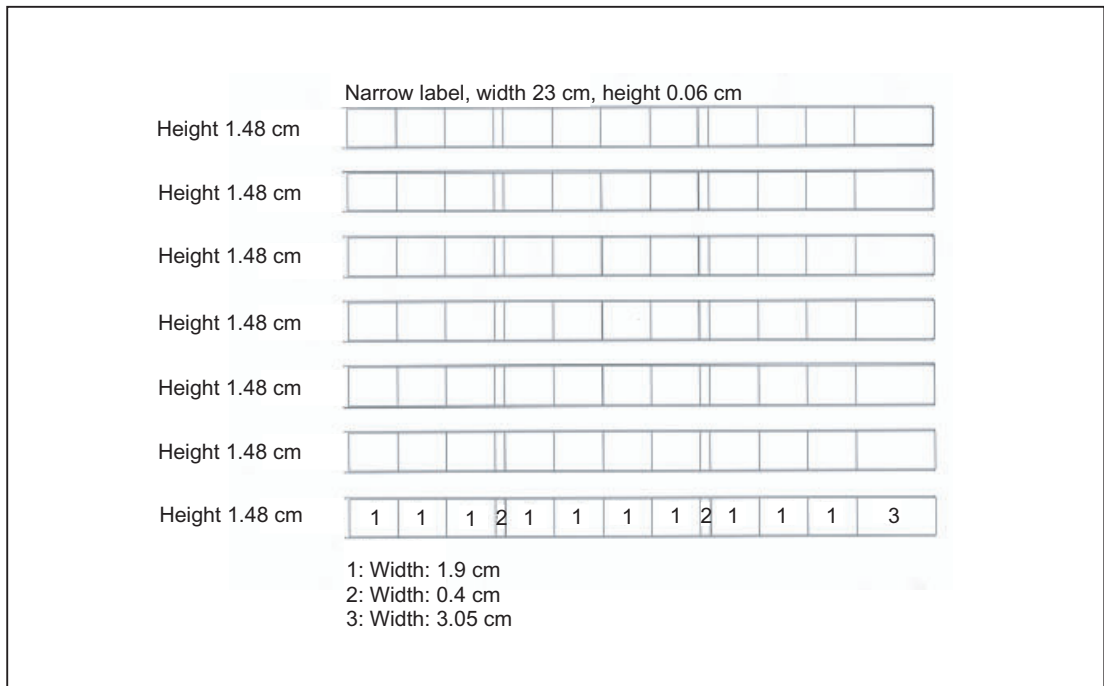 Narrow label, width 23 cm, height 0.06 cm
Height 1.48 cm
Height 1.48 cm
Height 1.48 cm
Height 1.48 cm
Height 1.48 cm
Height 1.48 cm
Height 1.48 cm 1 1 1 2 1 1 1 1 2 1 1 1 3
1: Width: 1.9 cm
2: Width: 0.4 cm
3: Width: 3.05 cm